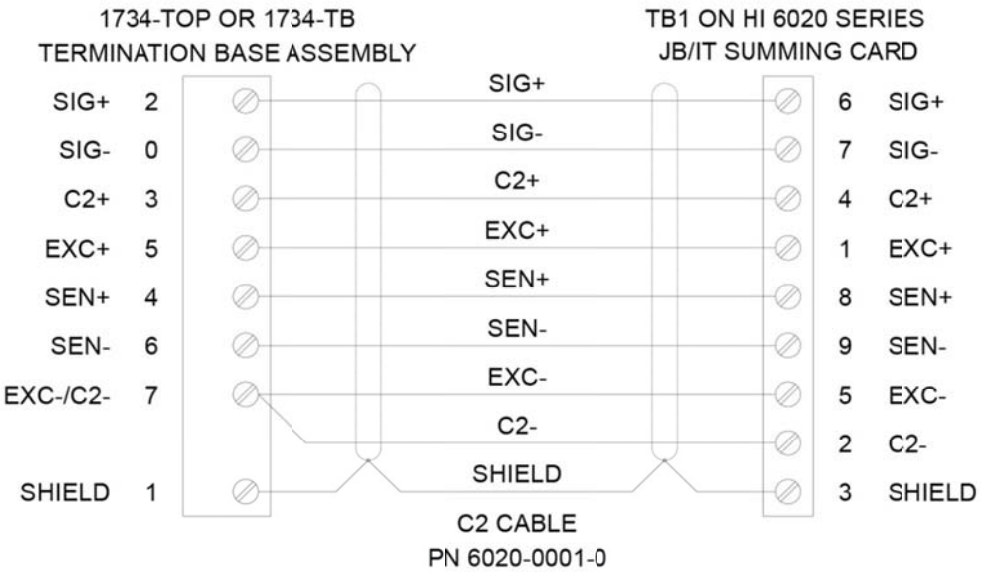 1734-TOP OR 1734-TB
TERMINATION BASE ASSEMBLY
TB1 ON HI 6020 SERIES
JB/IT SUMMING CARD
SIG+ 2 SIG+ 6 SIG+
SIG- 0 SIG- 7 SIG-
C2+ 3 C2+ 4 C2+
EXC+ 5 EXC+ 1 EXC+
SEN+ 4 SEN+ 8 SEN+
SEN- 6 SEN- 9 SEN-
EXC-/C2- 7 EXC- 5 EXC-
C2- 2 C2-
SHIELD 1 SHIELD 3 SHIELD
C2 CABLE
PN 6020-0001-0